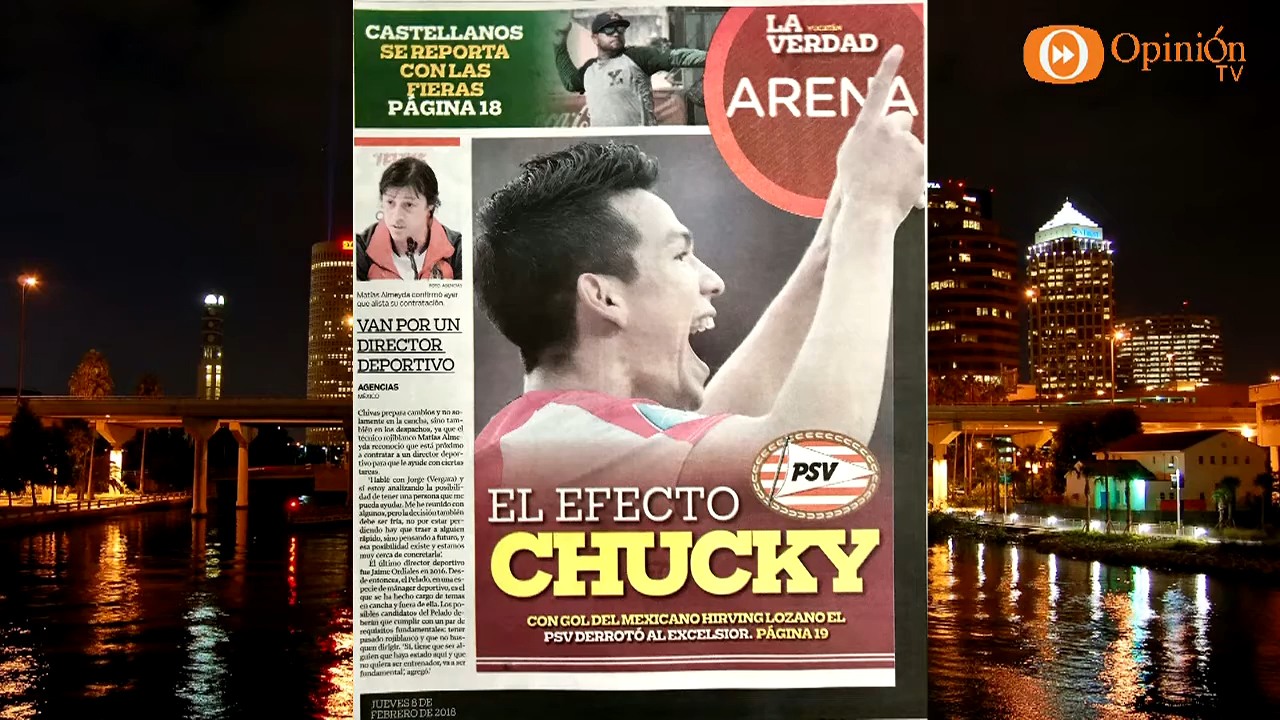 CASTELLANOS
SE REPORTA
CON LAS
FIERAS
PÁGINA 18
LA
VERDAD
ARENA
Opinión
TV
FOTO: AGENCIAS
Matías Almeyda confirmó ayer
que alista su contratación.
VAN POR UN
DIRECTOR
DEPORTIVO
AGENCIAS
MÉXICO
Chivas prepara cambios y no so-
lamente en la cancha, sino tam-
bién en los despachos, ya que el
técnico rojiblanco Matías Alme-
yda reconoció que está próximo
a contratar a un director depor-
tivo para que le ayude con ciertas
tareas.
'Hablé con Jorge (Vergara) y
sí estoy analizando la posibili-
dad de tener una persona que me
pueda ayudar. Me he reunido con
algunos, pero la decisión también
debe ser fría, no por estar per-
diendo hay que traer a alguien
rápido, sino pensando a futuro, y
esa posibilidad existe y estamos
muy cerca de concretarla'.
El último director deportivo
fue Jaime Ordiales en 2016. Des-
de entonces, el Pelado, en una es-
pecie de mánager deportivo, es el
que se ha hecho cargo de temas
en cancha y fuera de ella. Los po-
sibles candidatos del Pelado de-
berán que cumplir con un par de
requisitos fundamentales: tener
pasado rojiblanco y que no bus-
quen dirigir. 'Sí, tiene que ser al-
guien que haya estado aquí y que
no quiera ser entrenador, va a ser
fundamental', agregó.
PSV
EL EFECTO
CHUCKY
CON GOL DEL MEXICANO HIRVING LOZANO EL
PSV DERROTÓ AL EXCELSIOR. PÁGINA 19
JUEVES 8 DE
FEBRERO DE 2018